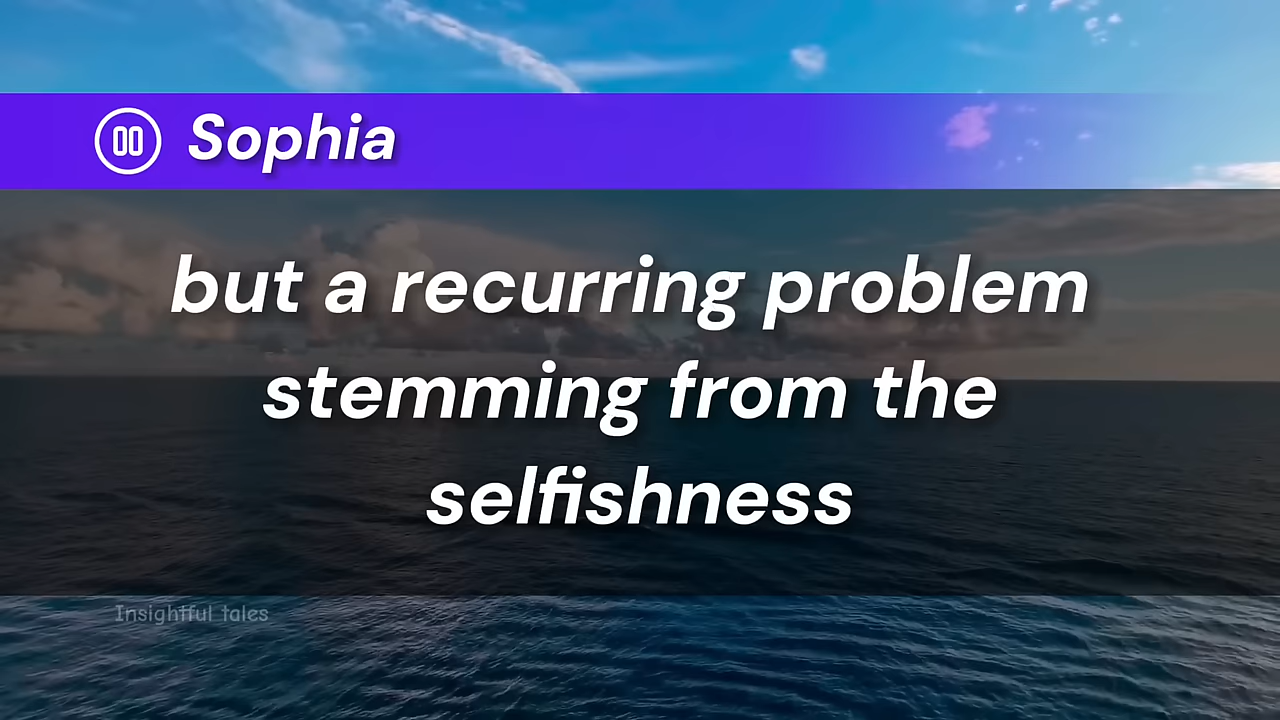 Sophia
but a recurring problem
stemming from the
selfishness
Insightful tales